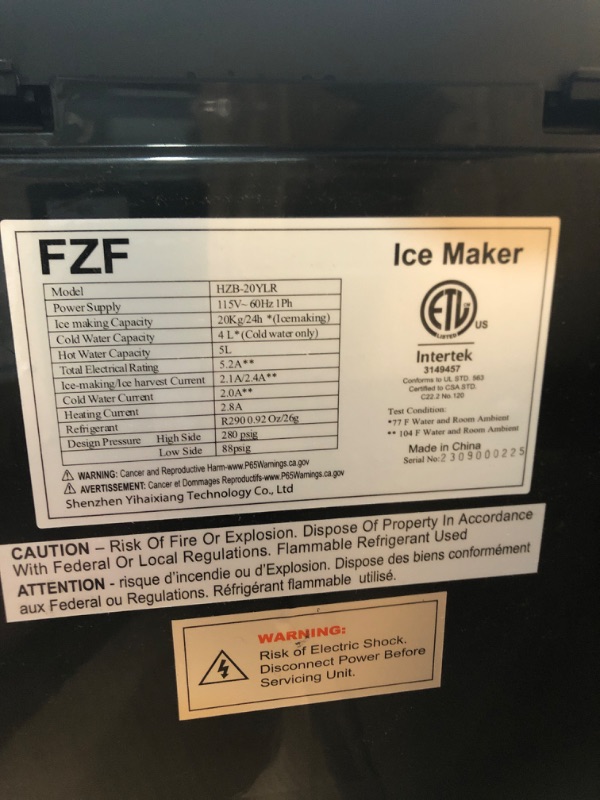 FZF
Ice Maker
Model HZB-20YLR
Power Supply 115V~ 60Hz 1Ph
Ice making Capacity 20Kg/24h *(Icemaking)
Cold Water Capacity 4 L*(Cold water only)
Hot Water Capacity 5L
Total Electrical Rating 5.2A**
Ice-making/Ice harvest Current 2.1A/2.4A**
Cold Water Current 2.0A**
Heating Current 2.8A
Refrigerant R290 0.92 Oz/26g
Design Pressure High Side 280 psig
Low Side 88psig
WARNING: Cancer and Reproductive Harm-www.P65Warnings.ca.gov
AVERTISSEMENT: Cancer et Dommages Reproductifs-www.P65Warnings.ca.gov
Shenzhen Yihaixiang Technology Co., Ltd
ETL US
LISTED
Intertek
3149457
Conforms to UL STD. 563
Certified to CSA STD.
C22.2 No.120
Test Condition:
*77 F Water and Room Ambient
** 104 F Water and Room Ambient
Made in China
Serial No:2309000225
CAUTION – Risk Of Fire Or Explosion. Dispose Of Property In Accordance
With Federal Or Local Regulations. Flammable Refrigerant Used
ATTENTION - risque d'incendie ou d'Explosion. Dispose des biens conformément
aux Federal ou Regulations. Réfrigérant flammable utilisé.
WARNING:
Risk of Electric Shock.
Disconnect Power Before
Servicing Unit.